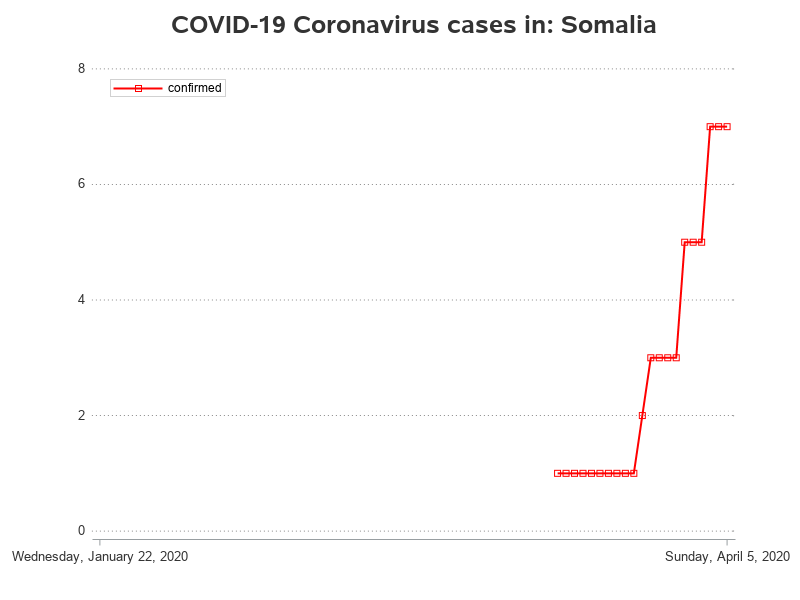 COVID-19 Coronavirus cases in: Somalia
8
confirmed
6
4
2
0
Wednesday, January 22, 2020
Sunday, April 5, 2020